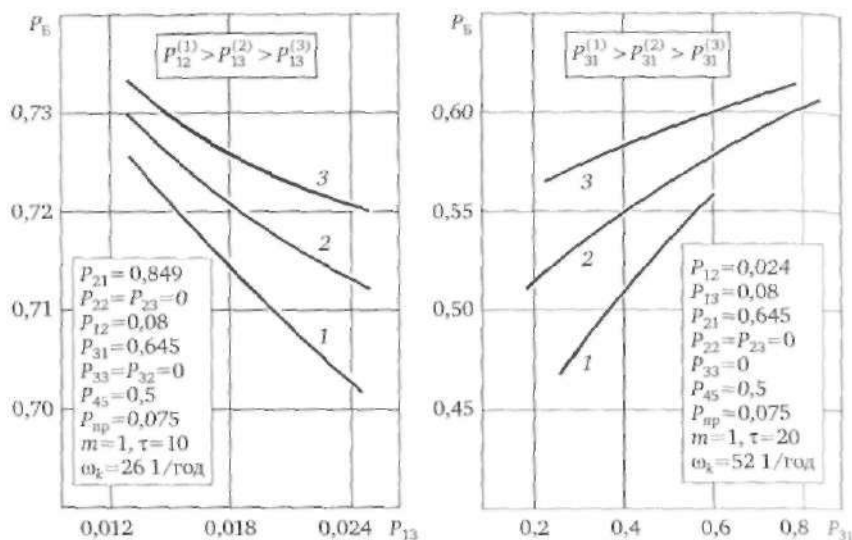 P_Б
P_12^(1) > P_13^(2) > P_13^(3)
0,73
0,72
0,71
0,70
3
2
1
P_21=0,849
P_22=P_23=0
P_12=0,08
P_31=0,645
P_33=P_32=0
P_45=0,5
P_пр=0,075
m=1, τ=10
ω_k=26 1/год
0,012
0,018
0,024
P_13
P_Б
P_31^(1) > P_31^(2) > P_31^(3)
0,60
0,55
0,50
0,45
3
2
1
P_12=0,024
P_13=0,08
P_21=0,645
P_22=P_23=0
P_33=0
P_45=0,5
P_пр=0,075
m=1, τ=20
ω_k=52 1/год
0,2
0,4
0,6
0,8
P_31